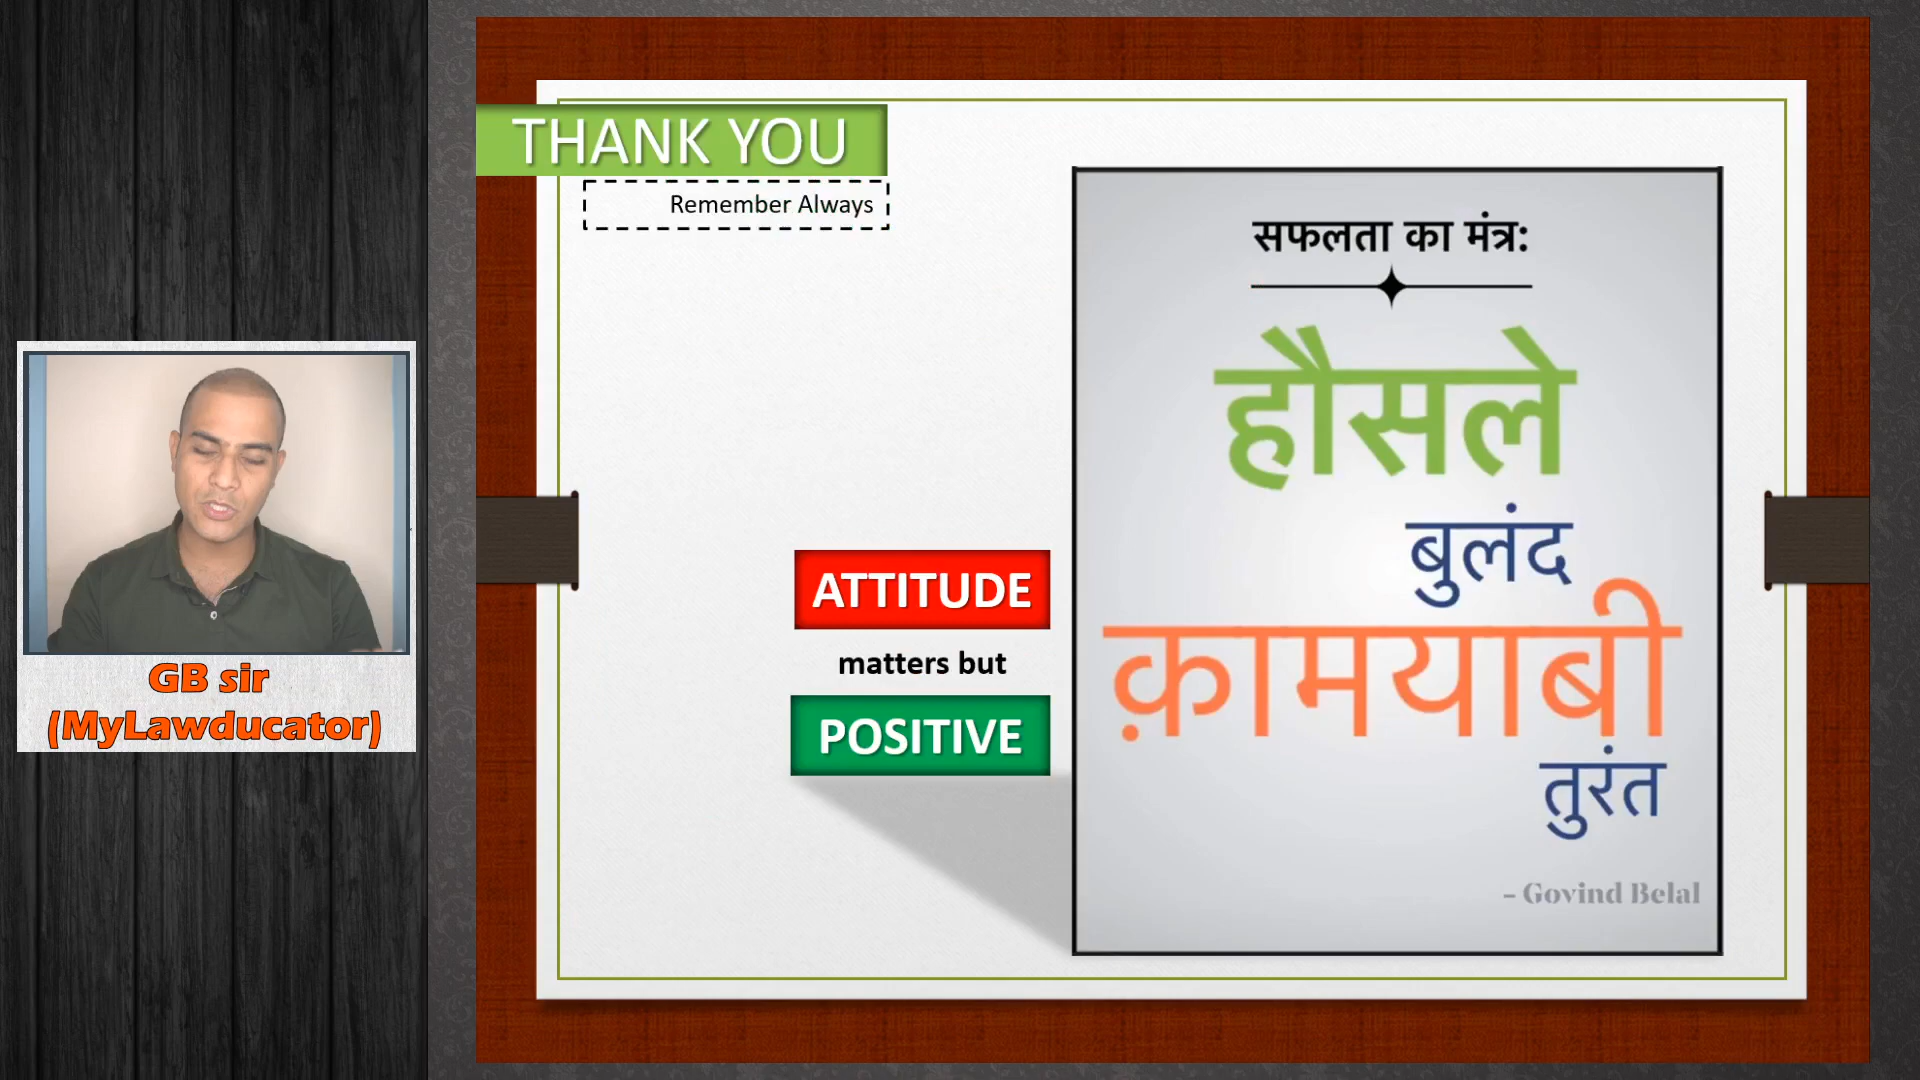 THANK YOU
Remember Always
ATTITUDE
matters but
POSITIVE
सफलता का मंत्र:
हौसले
बुलंद
क़ामयाबी
तुरंत
- Govind Belal
GB sir
(MyLawducator)